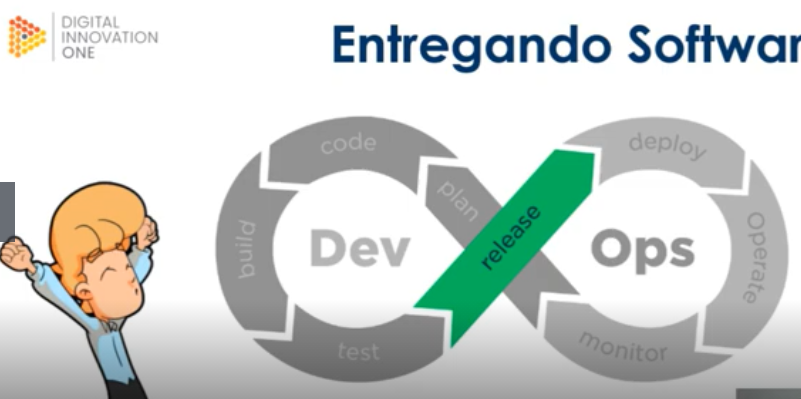 DIGITAL
INNOVATION
ONE
Entregando Softwar
code
plan
build
Dev
test
release
deploy
Ops
Operate
monitor